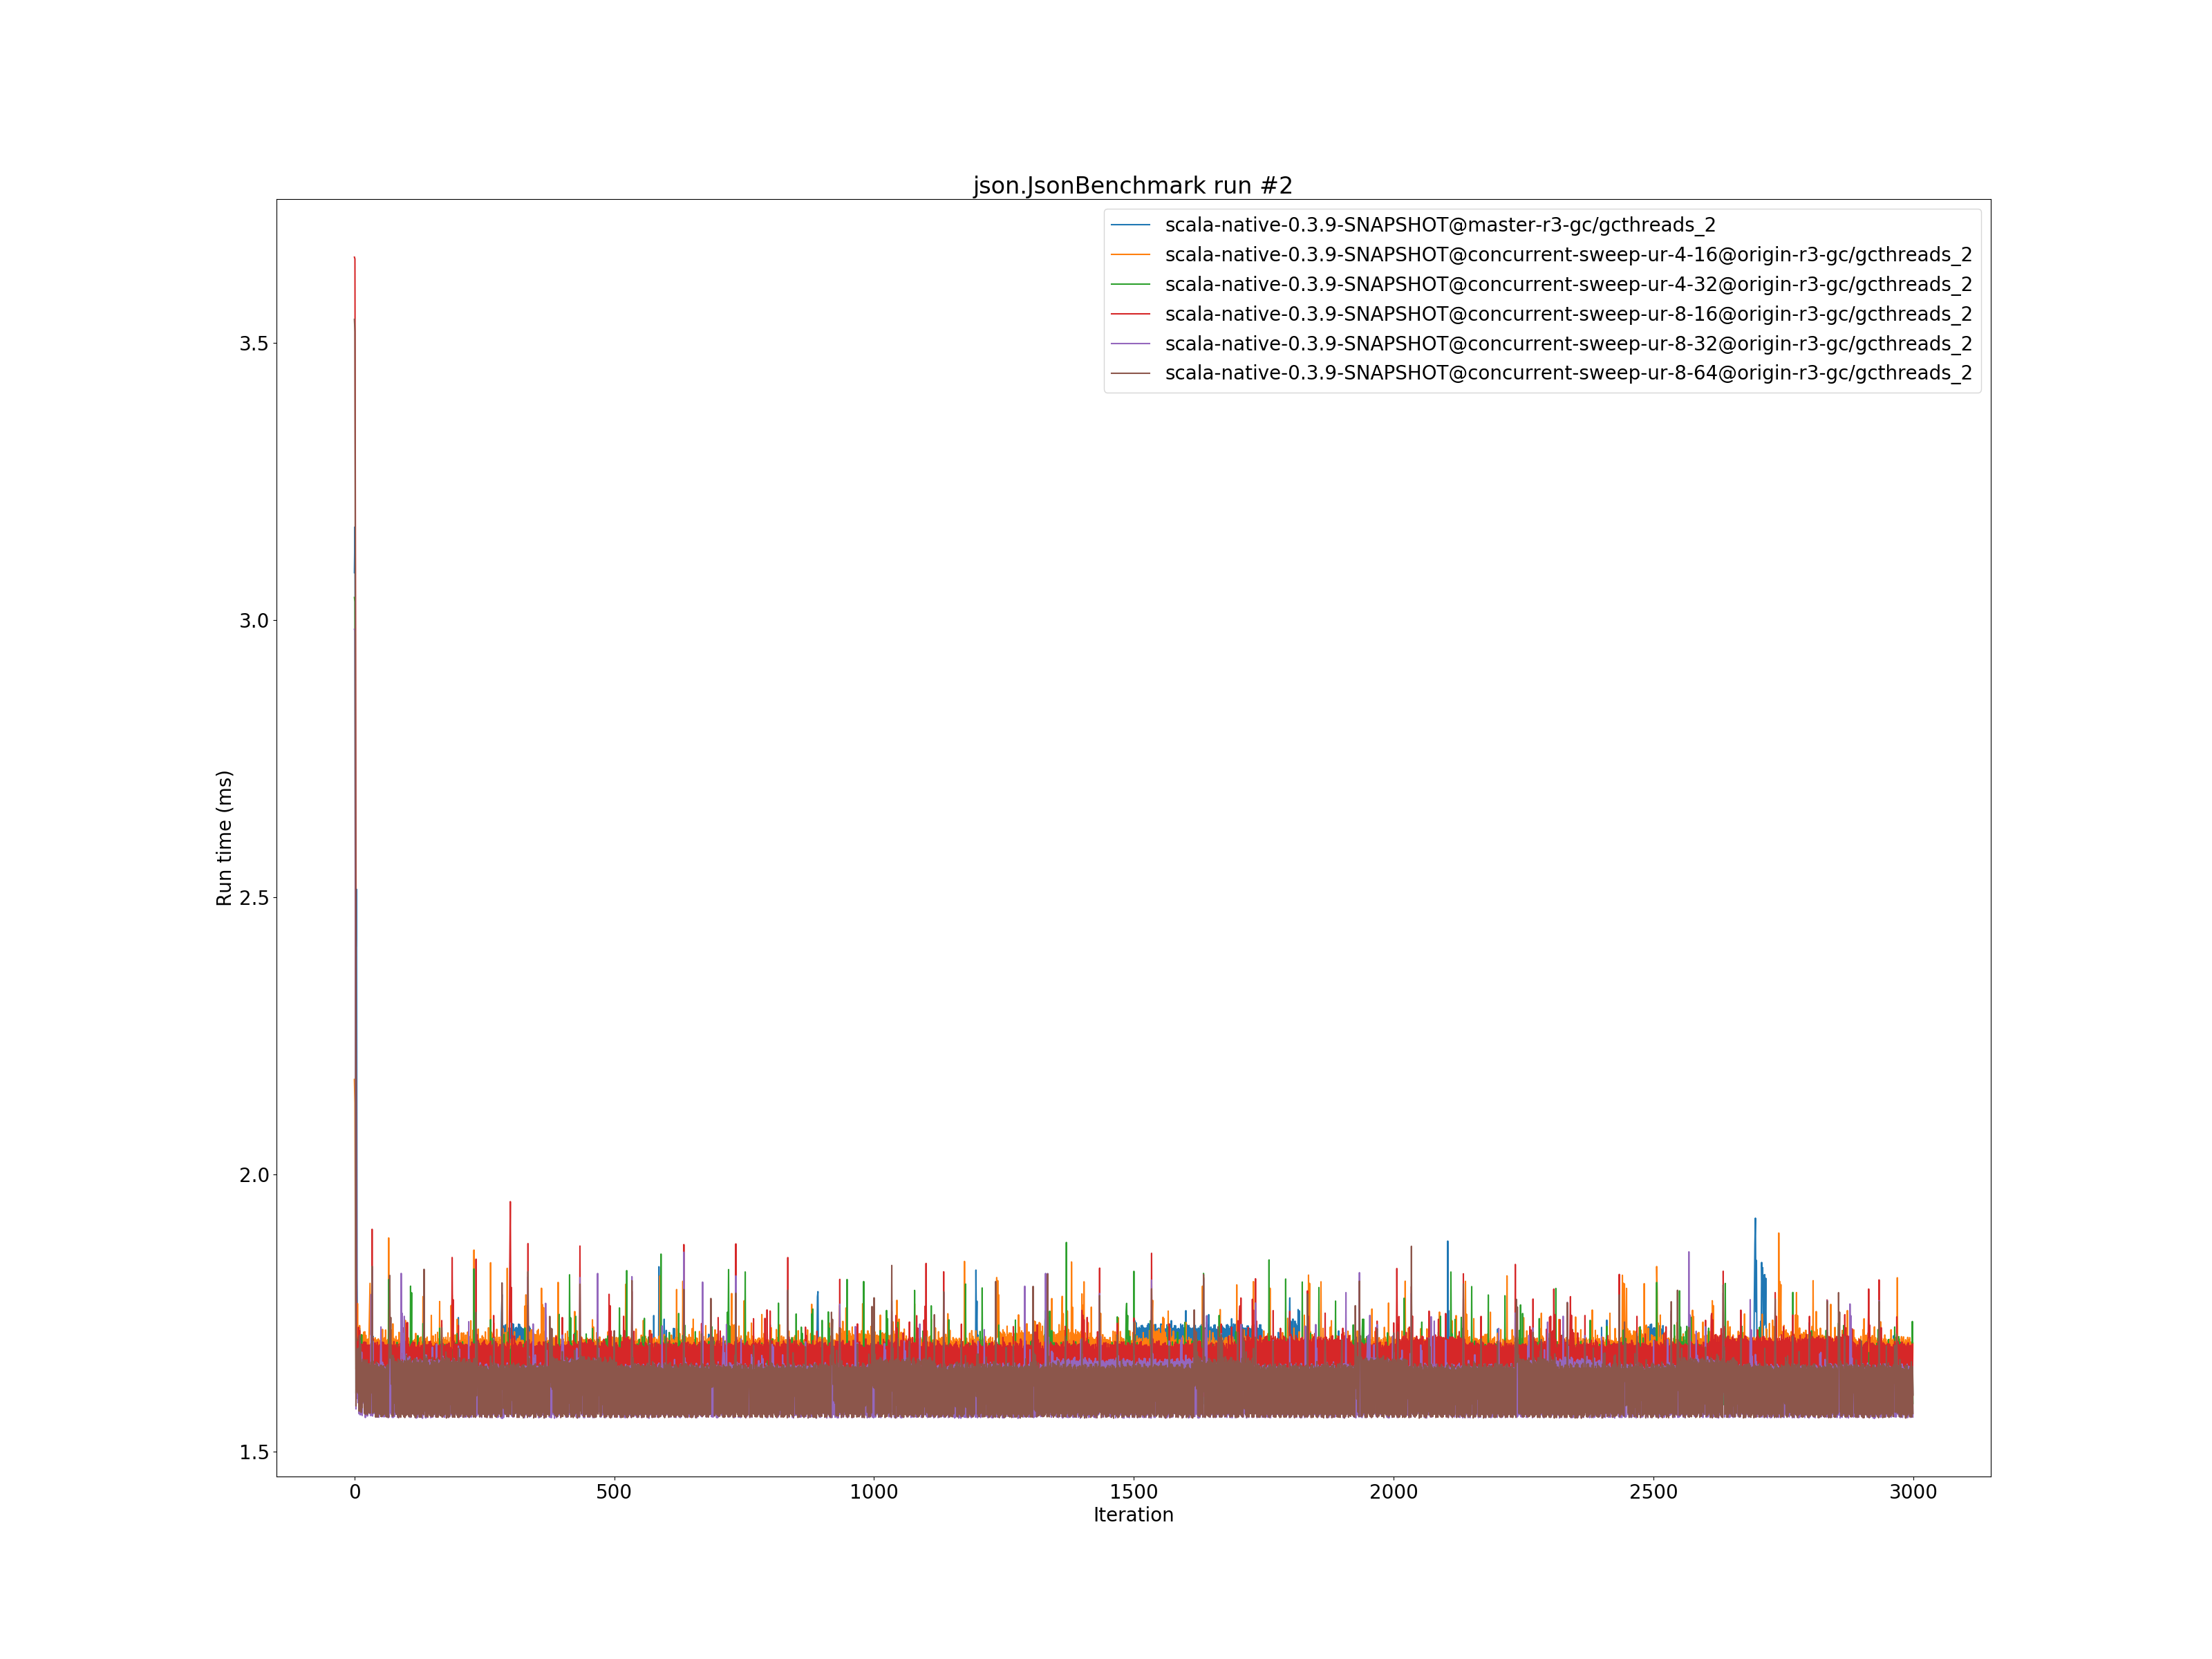 json.JsonBenchmark run #2
scala-native-0.3.9-SNAPSHOT@master-r3-gc/gcthreads_2
scala-native-0.3.9-SNAPSHOT@concurrent-sweep-ur-4-16@origin-r3-gc/gcthreads_2
scala-native-0.3.9-SNAPSHOT@concurrent-sweep-ur-4-32@origin-r3-gc/gcthreads_2
scala-native-0.3.9-SNAPSHOT@concurrent-sweep-ur-8-16@origin-r3-gc/gcthreads_2
scala-native-0.3.9-SNAPSHOT@concurrent-sweep-ur-8-32@origin-r3-gc/gcthreads_2
scala-native-0.3.9-SNAPSHOT@concurrent-sweep-ur-8-64@origin-r3-gc/gcthreads_2
3.5
3.0
2.5
2.0
1.5
Run time (ms)
0 500 1000 1500 2000 2500 3000
Iteration